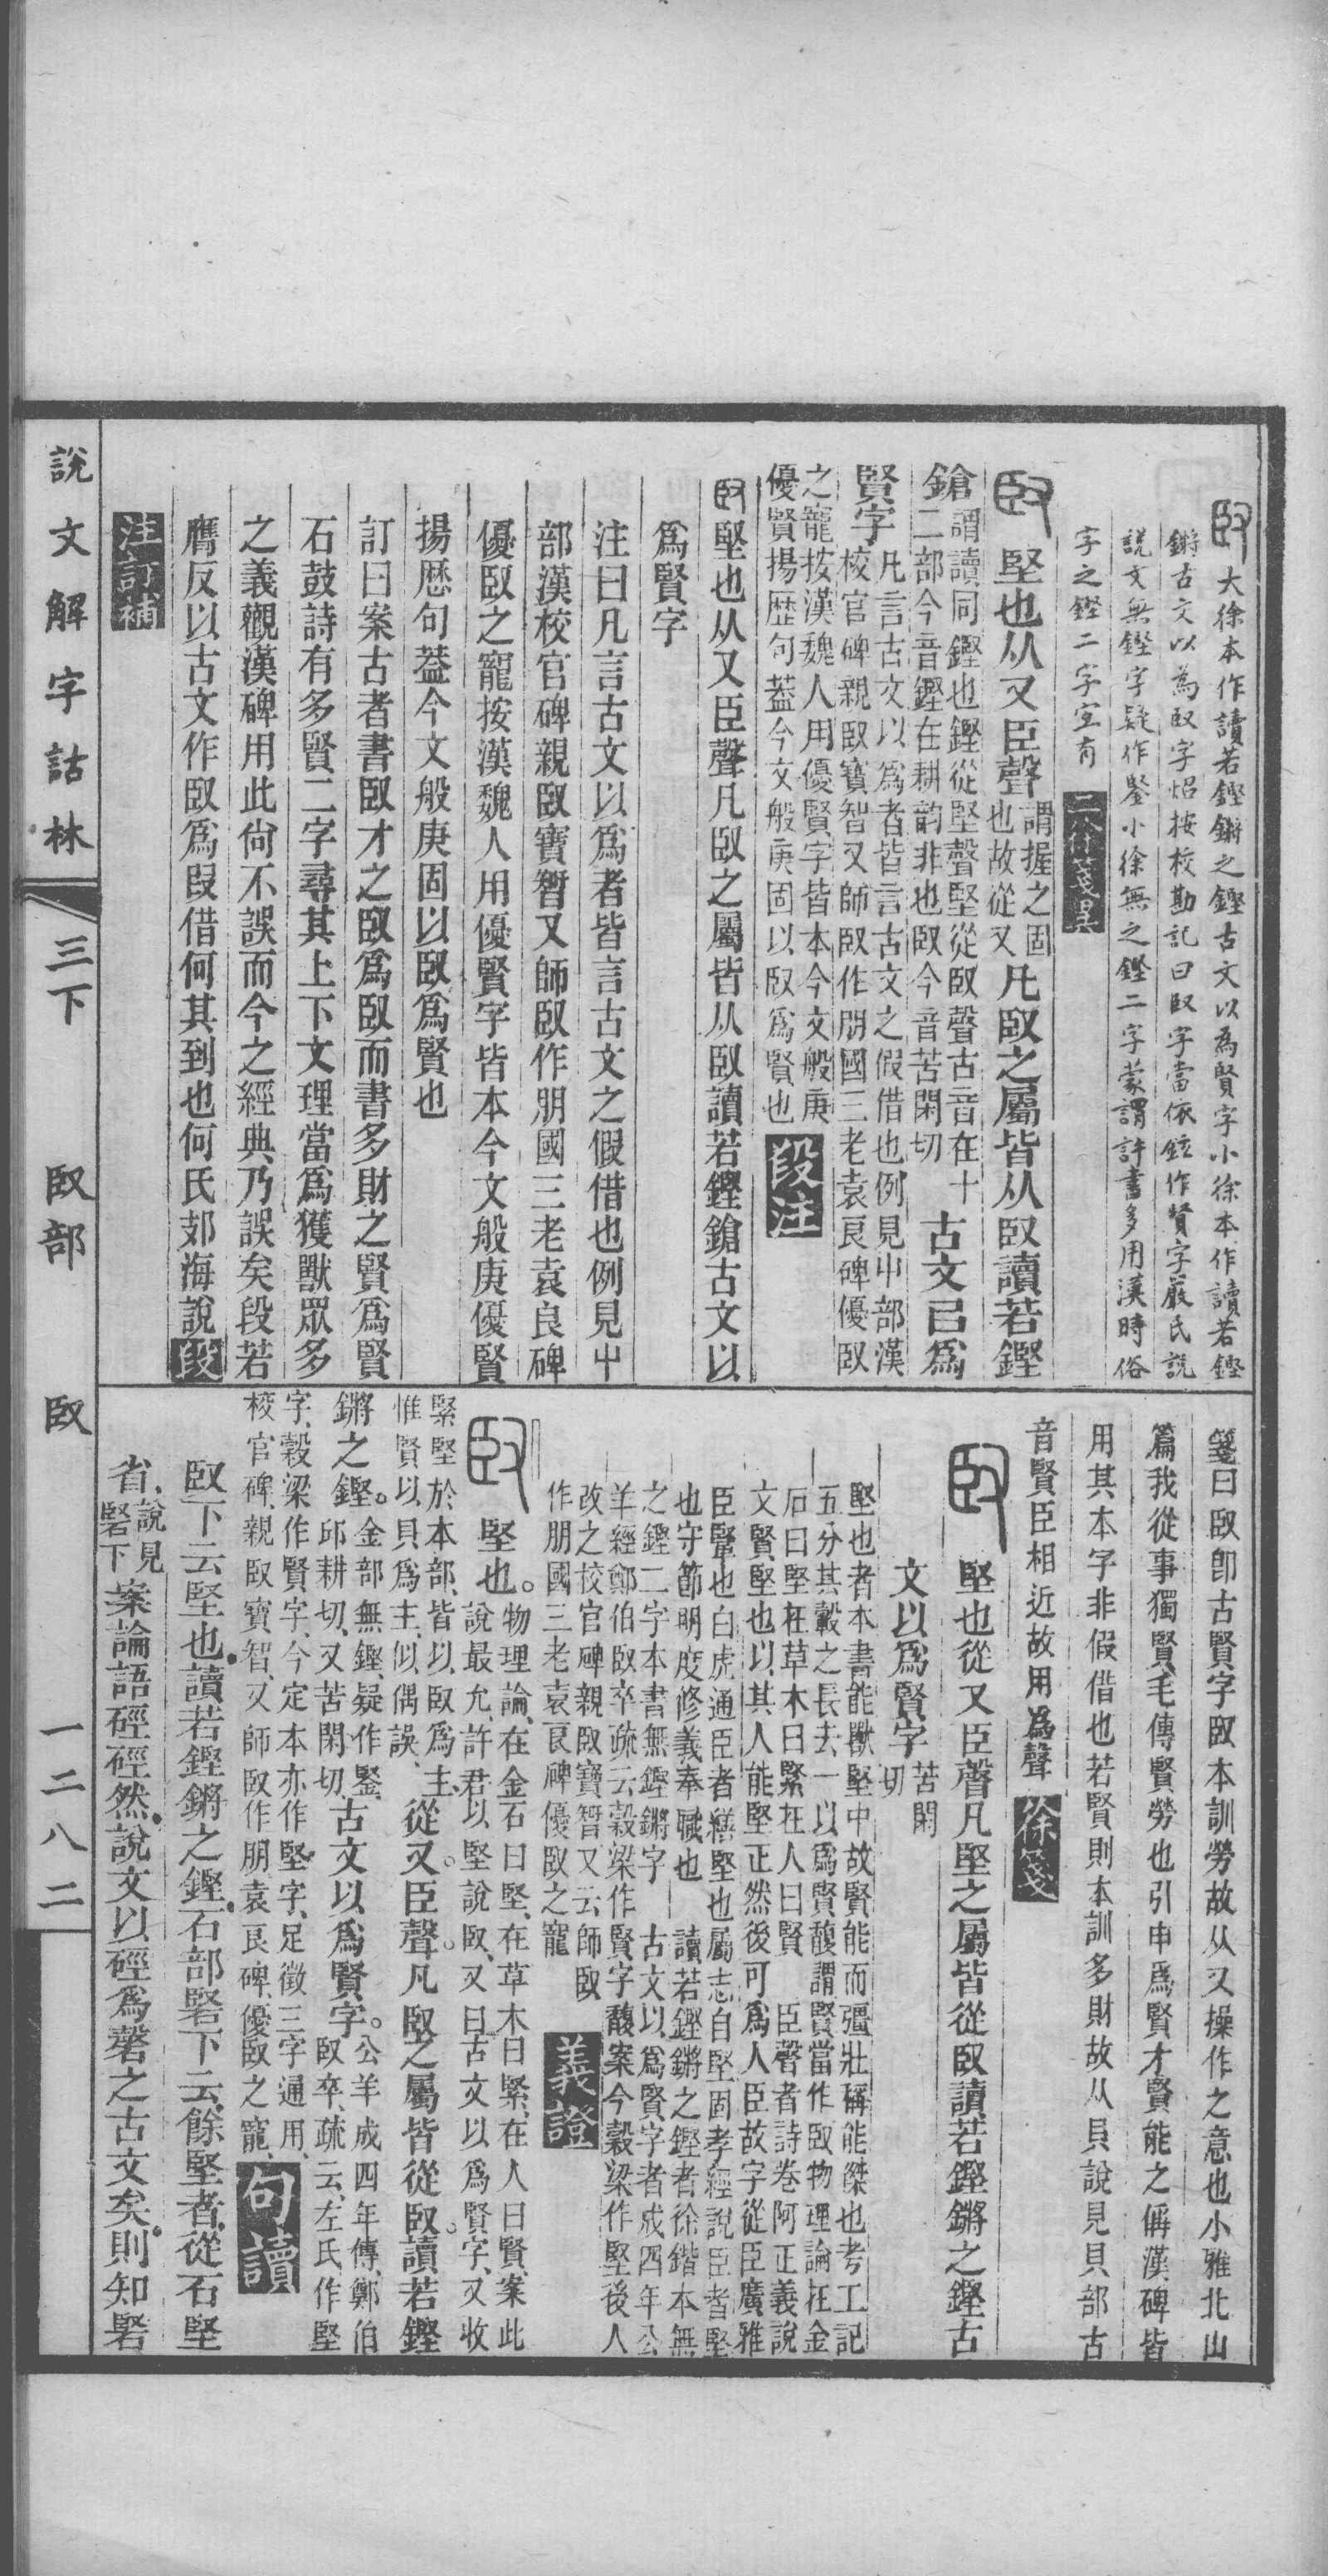 臤大徐本作讀若鏗鏘之鏗古文以為賢字小徐本作讀若鏗
鏘古文以為臤字炤按校勘記曰臤字當依鉉作賢字嚴氏說
說文無鏗字疑作鋻小徐無之鏗二字蒙謂許書多用漢時俗
字之鏗二字宜有 二徐箋異
臤 堅也从又臣聲謂握之固也故從又凡臤之屬皆从臤讀若鏗
鎗謂讀同鏗也鏗從堅聲堅從臤聲古音在十二部今音鏗在耕韵非也臤今音苦閑切古文㠯爲
賢字凡言古文以爲者皆言古文之假借也例見屮部漢校官碑親臤寶智又師臤作朋國三老袁良碑優臤
之寵按漢魏人用優賢字皆本今文般庚優賢揚歴句葢今文般庚固以臤爲賢也 段注
臤堅也从又臣聲凡臤之屬皆从臤讀若鏗鎗古文以
爲賢字
注曰凡言古文以爲者皆言古文之假借也例見屮
部漢校官碑親臤寶智又師臤作朋國三老袁良碑
優臤之寵按漢魏人用優賢字皆本今文般庚優賢
揚歴句葢今文般庚固以臤爲賢也
訂曰案古者書臤才之臤爲臤而書多財之賢爲賢
石鼓詩有多賢二字尋其上下文理當爲獲獸眾多
之義觀漢碑用此尙不誤而今之經典乃誤矣段若
膺反以古文作臤爲叚借何其到也何氏郊海說 段
注訂補
箋曰臤卽古賢字臤本訓勞故从又操作之意也小雅北山
篇我從事獨賢毛傳賢勞也引申爲賢才賢能之偁漢碑皆
用其本字非假借也若賢則本訓多財故从貝說見貝部古
音賢臣相近故用爲聲 徐箋
臤 堅也從又臣聲凡堅之屬皆從臤讀若鏗鏘之鏗古
文以爲賢字苦閑切
堅也者本書能獸堅中故賢能而彊壯稱能傑也考工記
五分其轂之長去一以爲賢馥謂賢當作臤物理論在金
石曰堅在草木曰緊在人曰賢 臣聲者詩卷阿正義說
文賢堅也以其人能堅正然後可爲人臣故字從臣廣雅
臣堅也白虎通臣者繵堅也屬志自堅固孝經說臣者堅
也守節明度修義奉職也 讀若鏗鏘之鏗者徐鍇本無
之鏗二字本書無鏗鏘字 古文以爲賢字者成四年公
羊經鄭伯臤卒疏云穀梁作賢字馥案今穀梁作堅後人
改之校官碑親臤寶智又云師臤
作朋國三老袁良碑優臤之寵 義證
臤 堅也。物理論、在金石曰堅、在草木曰緊、在人曰賢、案此說最允許君以堅說臤、又曰古文以爲賢字、又收
緊堅於本部、皆以臤爲主、惟賢以貝爲主、似偶誤、從又。臣聲。凡臤之屬皆從臤。讀若鏗
鏘之鏗。金部無鏗、疑作鋻、邱耕切、又苦閑切、古文以爲賢字。公羊成四年傳、鄭伯臤卒、疏云、左氏作堅
字、穀梁作賢字、今定本亦作堅字、足徵三字通用、校官碑、親臤寶智、又師臤作朋、袁良碑、優臤之寵、 句讀
臤下云堅也、讀若鏗鏘之鏗、石部硻下云、餘堅者、從石堅
省、說見硻下案論語硜硜然、說文以硜爲磬之古文矣、則知硻
說文解字詁林 三下 臤部 臤 一二八二